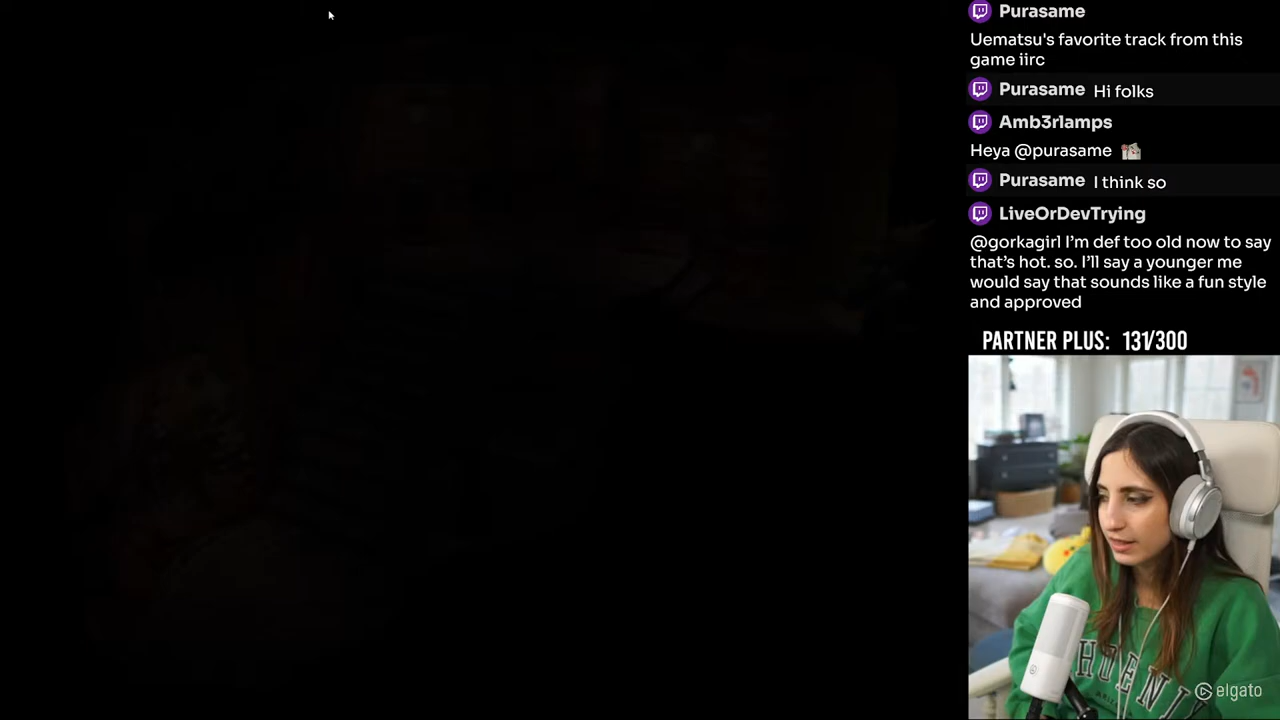 Purasame
Uematsu's favorite track from this
game iirc
Purasame Hi folks
Amb3rlamps
Heya @purasame
Purasame I think so
LiveOrDevTrying
@gorkagirl I’m def too old now to say
that’s hot. so. I’ll say a younger me
would say that sounds like a fun style
and approved
PARTNER PLUS: 131/300
HOENI
elgato